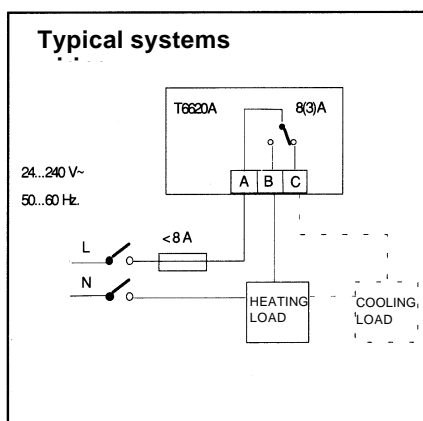 Typical systems
T6620A 8(3)A
24...240 V~
A B C
50...60 Hz.
<8 A
L
N
HEATING COOLING
LOAD LOAD